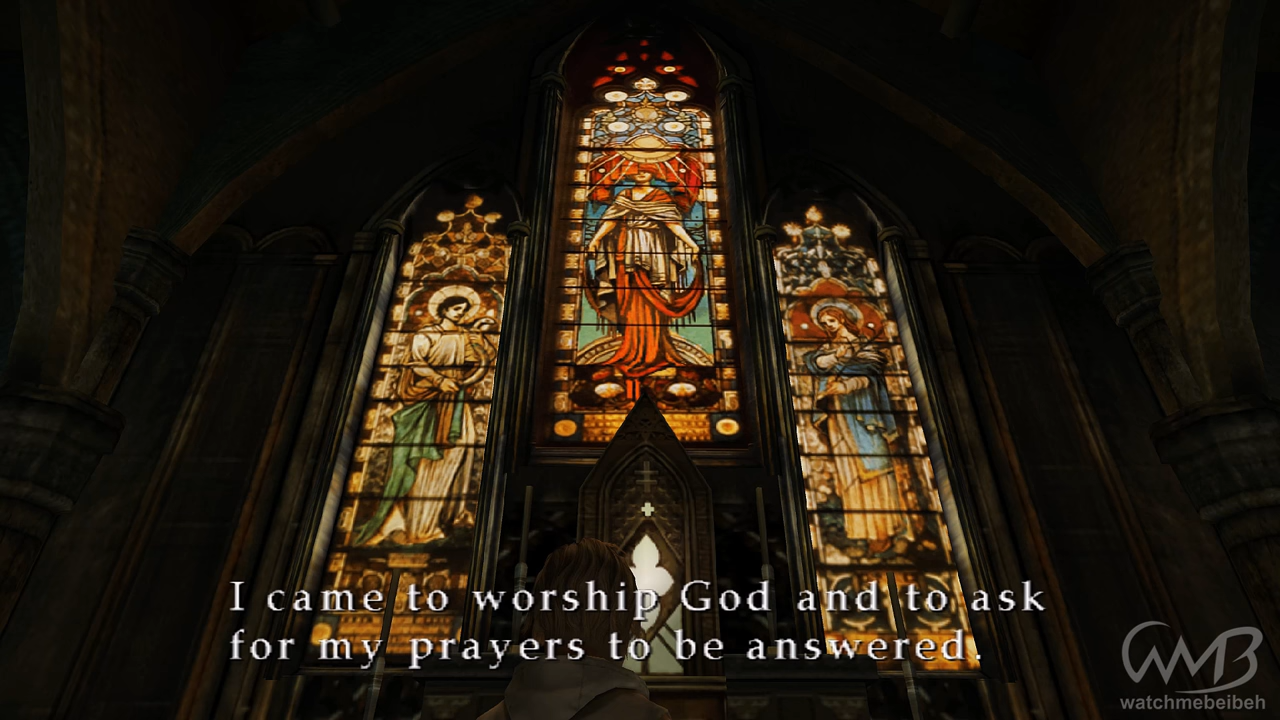 I came to worship God and to ask
for my prayers to be answered.
WMB
watchmebeibeh